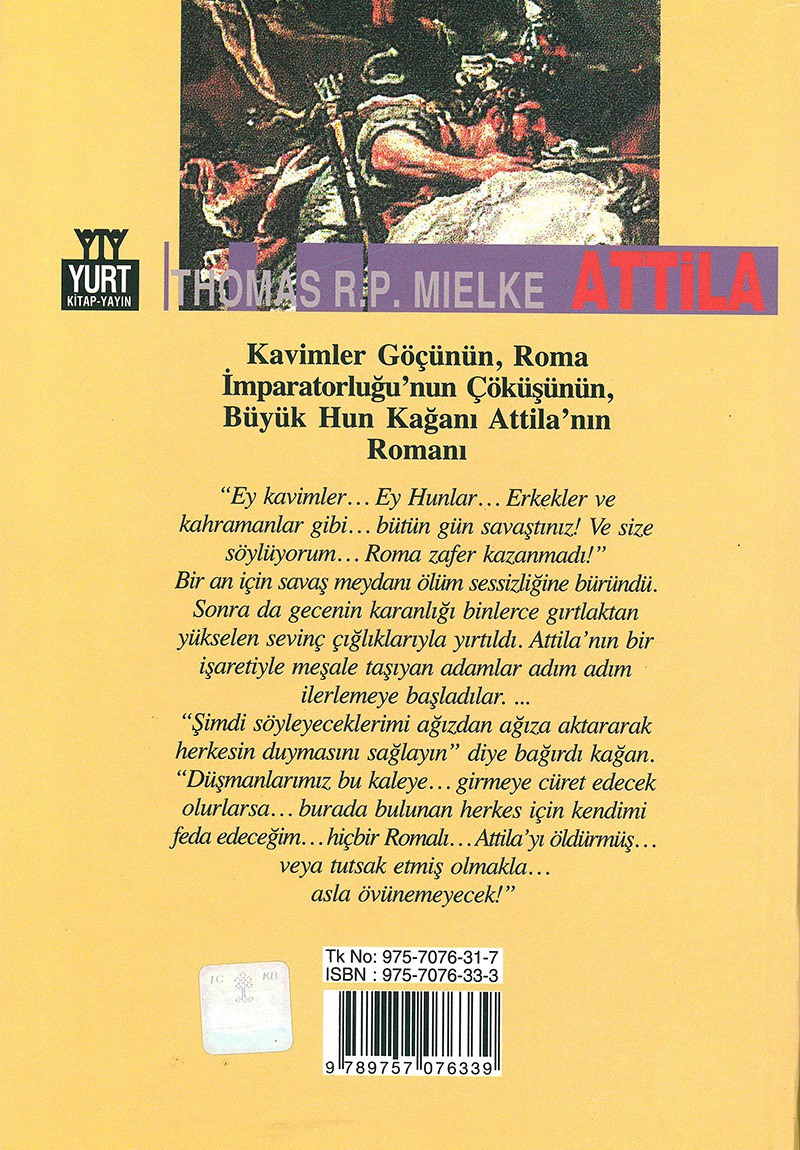 YTY
YURT
KİTAP-YAYIN
THOMAS R.P. MIELKE ATTiLA
Kavimler Göçünün, Roma
İmparatorluğu’nun Çöküşünün,
Büyük Hun Kağanı Attila’nın
Romanı
“Ey kavimler… Ey Hunlar… Erkekler ve
kahramanlar gibi… bütün gün savaştınız! Ve size
söylüyorum… Roma zafer kazanmadı!”
Bir an için savaş meydanı ölüm sessizliğine büründü.
Sonra da gecenin karanlığı binlerce gırtlaktan
yükselen sevinç çığlıklarıyla yırtıldı. Attila’nın bir
işaretiyle meşale taşıyan adamlar adım adım
ilerlemeye başladılar. ...
“Şimdi söyleyeceklerimi ağızdan ağıza aktararak
herkesin duymasını sağlayın” diye bağırdı kağan.
“Düşmanlarımız bu kaleye… girmeye cüret edecek
olurlarsa… burada bulunan herkes için kendimi
feda edeceğim…hiçbir Romalı…Attila’yı öldürmüş…
veya tutsak etmiş olmakla…
asla övünemeyecek!”
Tk No: 975-7076-31-7
ISBN : 975-7076-33-3
TC KB
9 789757 076339